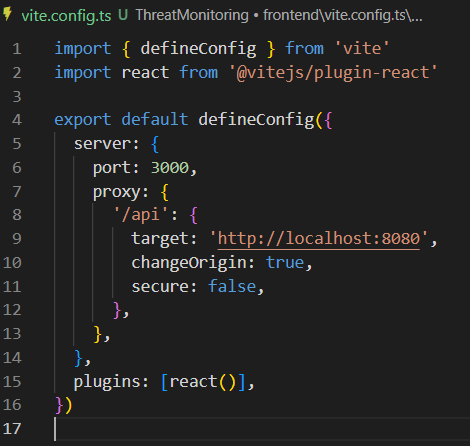 vite.config.ts U ThreatMonitoring • frontend\vite.config.ts\...
1 import { defineConfig } from 'vite'
2 import react from '@vitejs/plugin-react'
3
4 export default defineConfig({
5   server: {
6     port: 3000,
7     proxy: {
8       '/api': {
9         target: 'http://localhost:8080',
10         changeOrigin: true,
11         secure: false,
12       },
13     },
14   },
15   plugins: [react()],
16 })
17